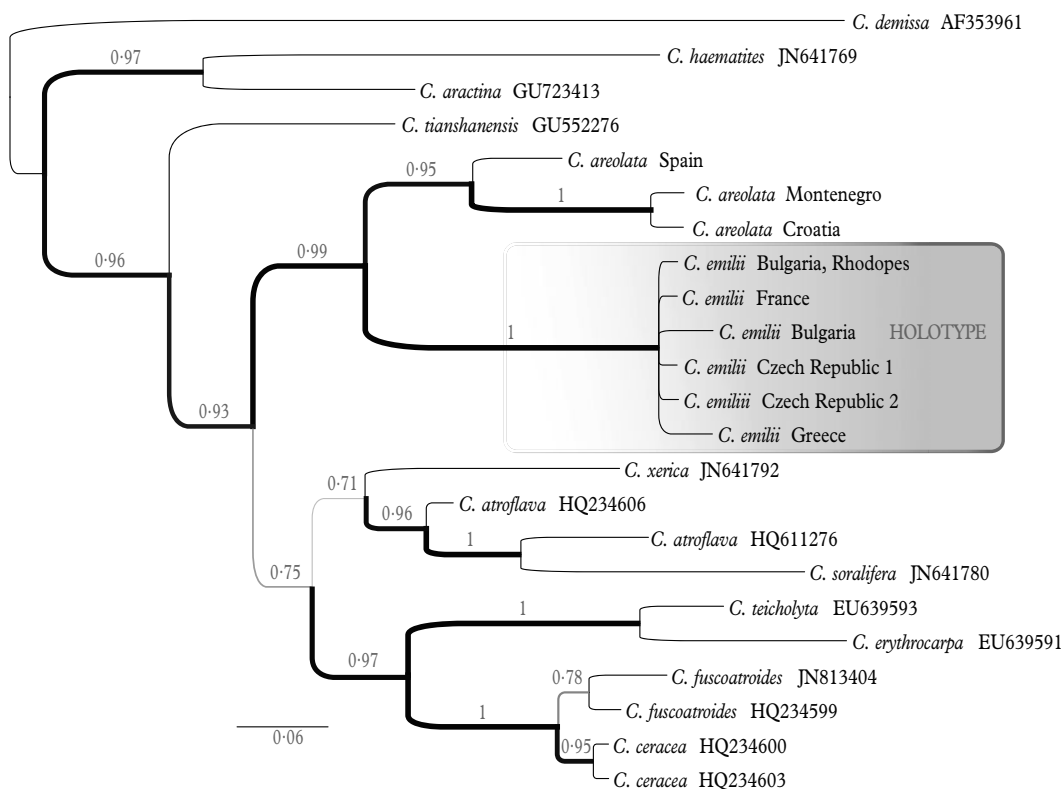 C. demissa AF353961
0·97
C. haematites JN641769
C. aractina GU723413
C. tianshanensis GU552276
C. areolata Spain
0·95
C. areolata Montenegro
1
C. areolata Croatia
0·96
0·99
C. emilii Bulgaria, Rhodopes
C. emilii France
1
C. emilii Bulgaria HOLOTYPE
C. emilii Czech Republic 1
C. emiliii Czech Republic 2
0·93
C. emilii Greece
C. xerica JN641792
0·71
C. atroflava HQ234606
0·96
C. atroflava HQ611276
1
C. soralifera JN641780
0·75
C. teicholyta EU639593
1
C. erythrocarpa EU639591
0·97
C. fuscoatroides JN813404
0·78
C. fuscoatroides HQ234599
1
C. ceracea HQ234600
0·95
C. ceracea HQ234603
0·06